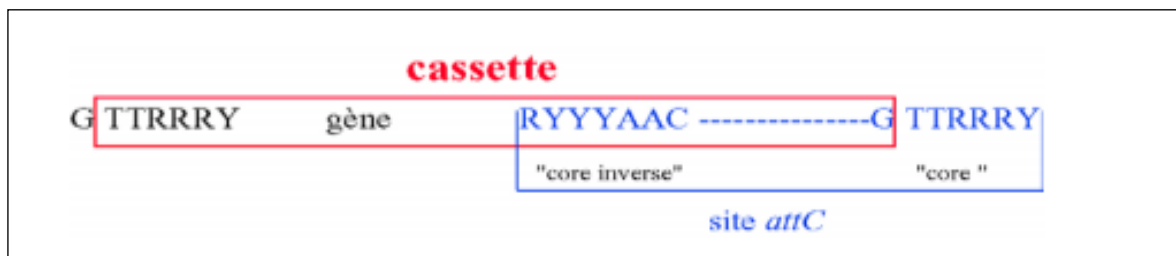 cassette
G TTRRRY gène RYYYAAC ---------------G TTRRRY
"core inverse" "core "
site attC